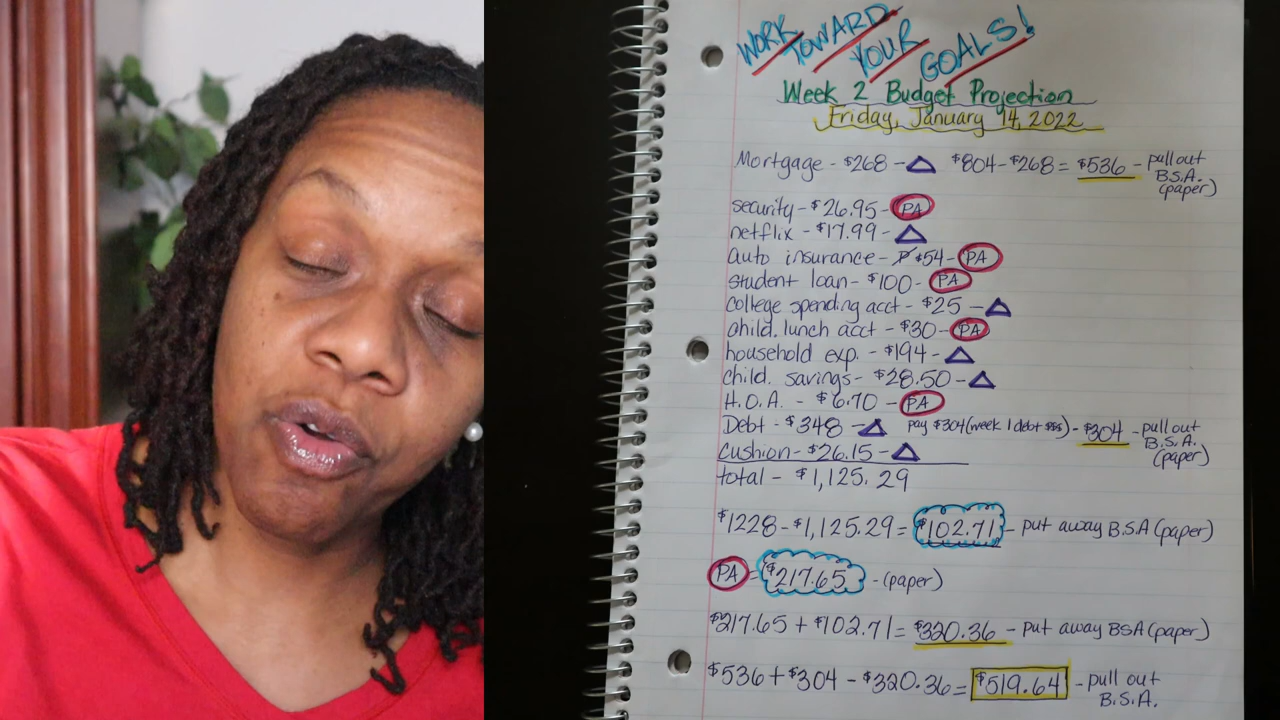 WORK TOWARD YOUR GOALS!
Week 2 Budget Projection
Friday, January 14, 2022
Mortgage - $268 - △ $804 - $268 = $536 - pull out B.S.A. (paper)
security - $26.95 - PA
netflix - $17.99 - △
auto insurance - $54 - PA
student loan - $100 - PA
college spending acct - $25 - △
child. lunch acct - $30 - PA
household exp. - $194 - △
child. savings - $28.50 - △
H.O.A. - $6.70 - PA
Debt - $348 - △ pay $304 (week 1 debt $$$) - $304 - pull out B.S.A. (paper)
cushion - $26.15 - △
total - $1,125.29
$1228 - $1,125.29 = $102.71 - put away B.S.A (paper)
PA = $217.65 - (paper)
$217.65 + $102.71 = $320.36 - put away BSA (paper)
$536 + $304 - $320.36 = $519.64 - pull out B.S.A.